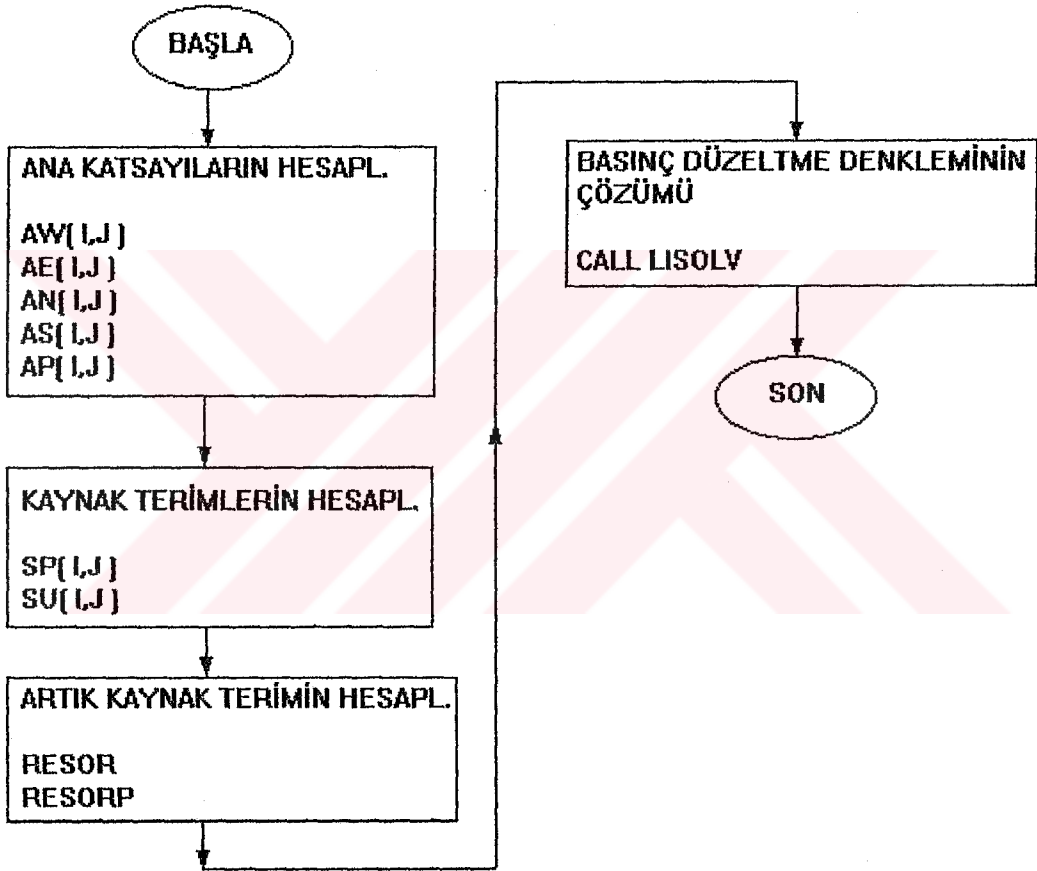 BAŞLA
ANA KATSAYILARIN HESAPL.
AW( I,J )
AE( I,J )
AN( I,J )
AS( I,J )
AP( I,J )
KAYNAK TERİMLERİN HESAPL.
SP( I,J )
SU( I,J )
ARTIK KAYNAK TERİMİN HESAPL.
RESOR
RESORP
BASINÇ DÜZELTME DENKLEMİNİN
ÇÖZÜMÜ
CALL LISOLV
SON